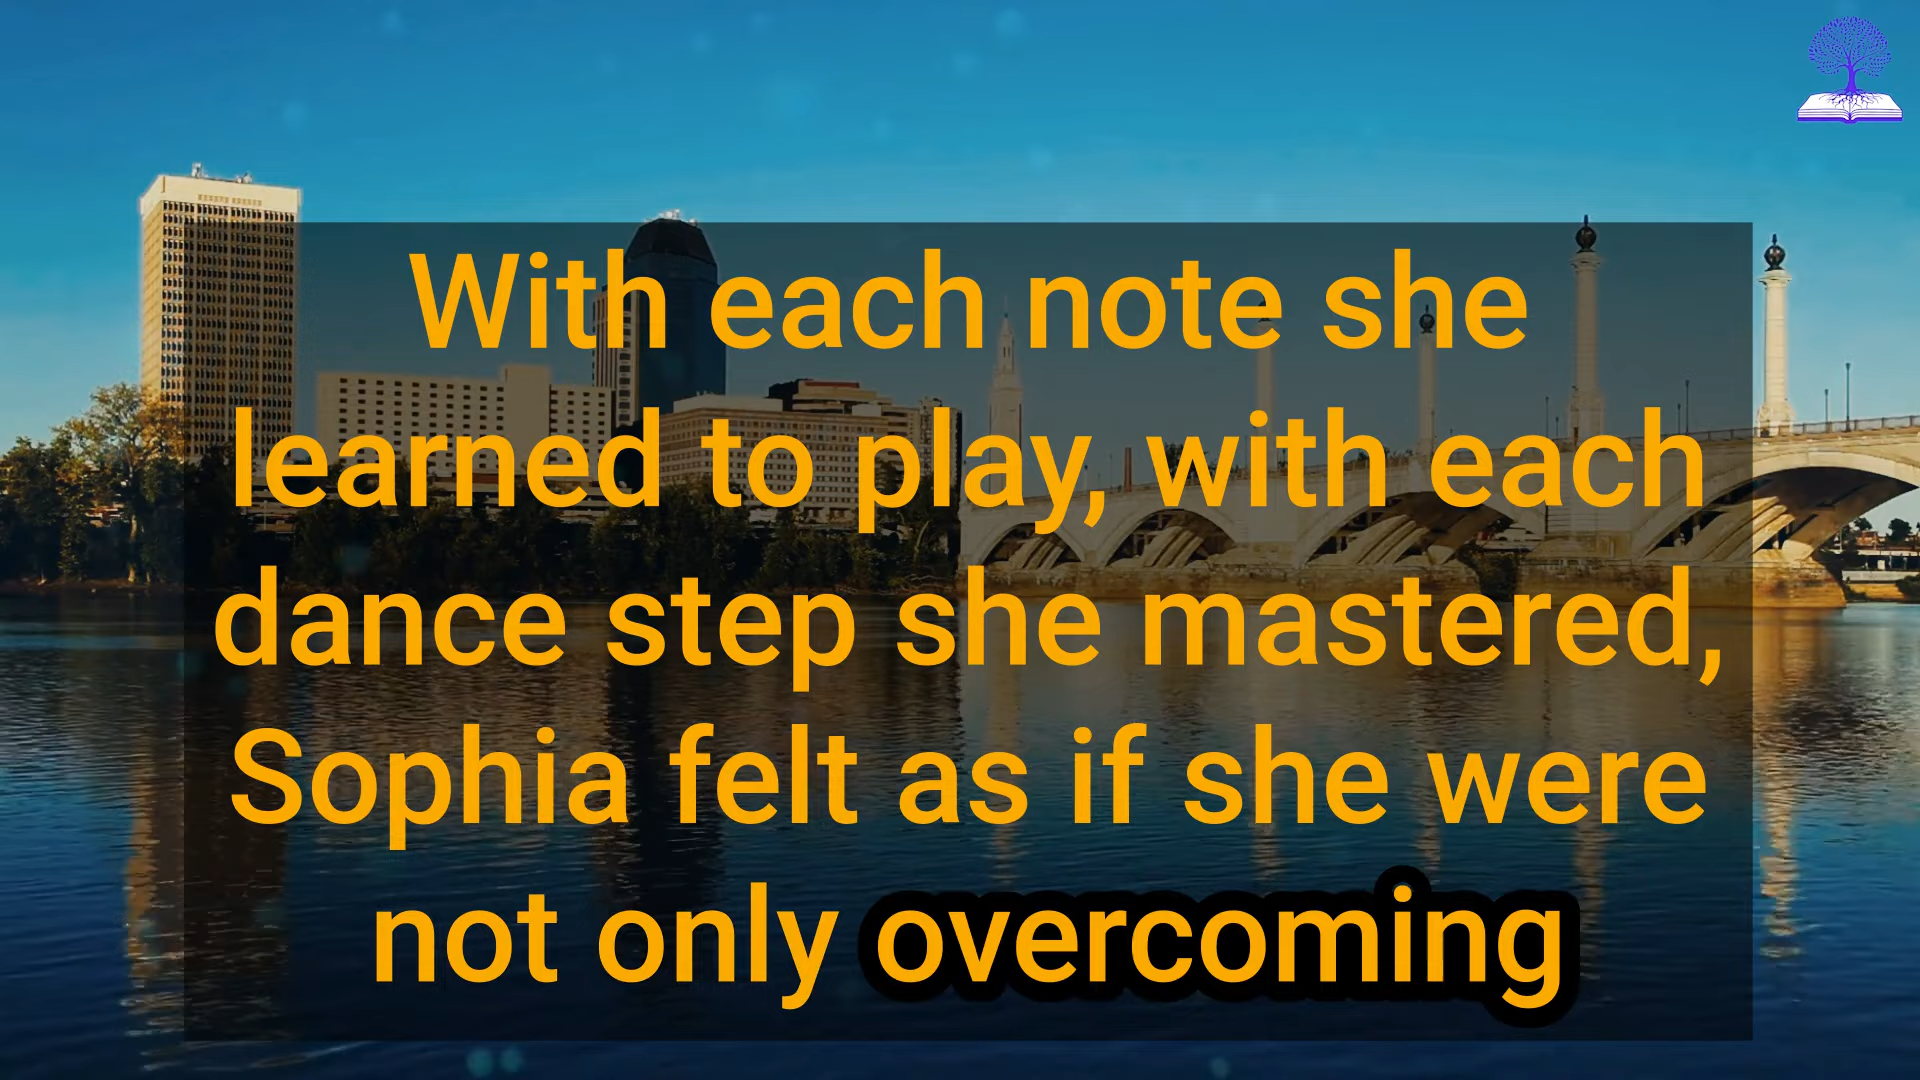 With each note she
learned to play, with each
dance step she mastered,
Sophia felt as if she were
not only overcoming